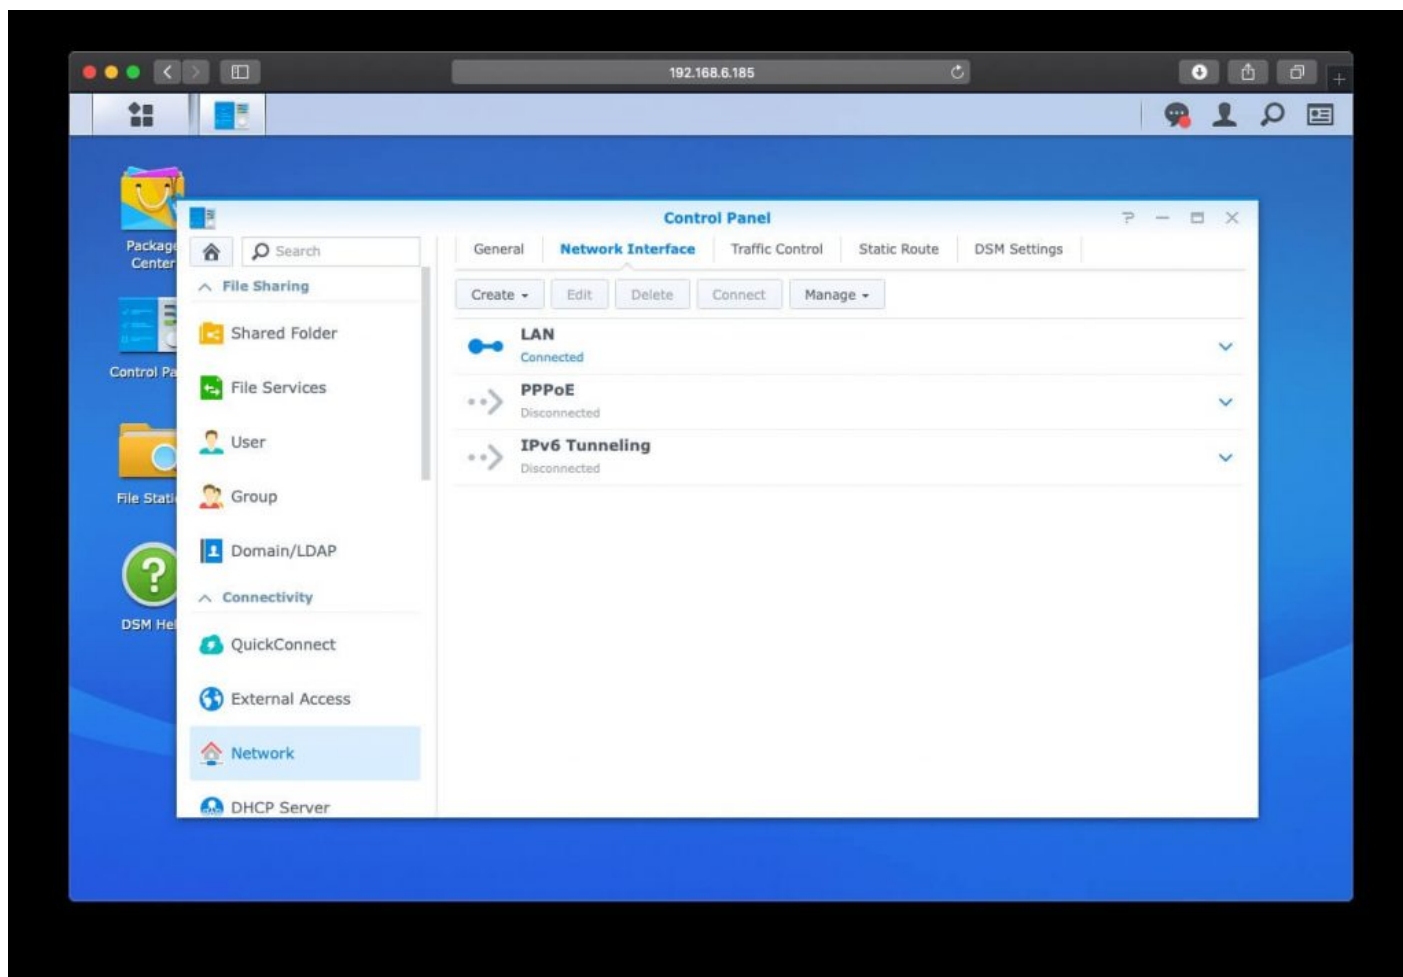 192.168.6.185
Package
Center
Control Pa
File Stati
DSM Hel
Control Panel
Search
File Sharing
Shared Folder
File Services
User
Group
Domain/LDAP
Connectivity
QuickConnect
External Access
Network
DHCP Server
General Network Interface Traffic Control Static Route DSM Settings
Create Edit Delete Connect Manage
LAN
Connected
PPPoE
Disconnected
IPv6 Tunneling
Disconnected